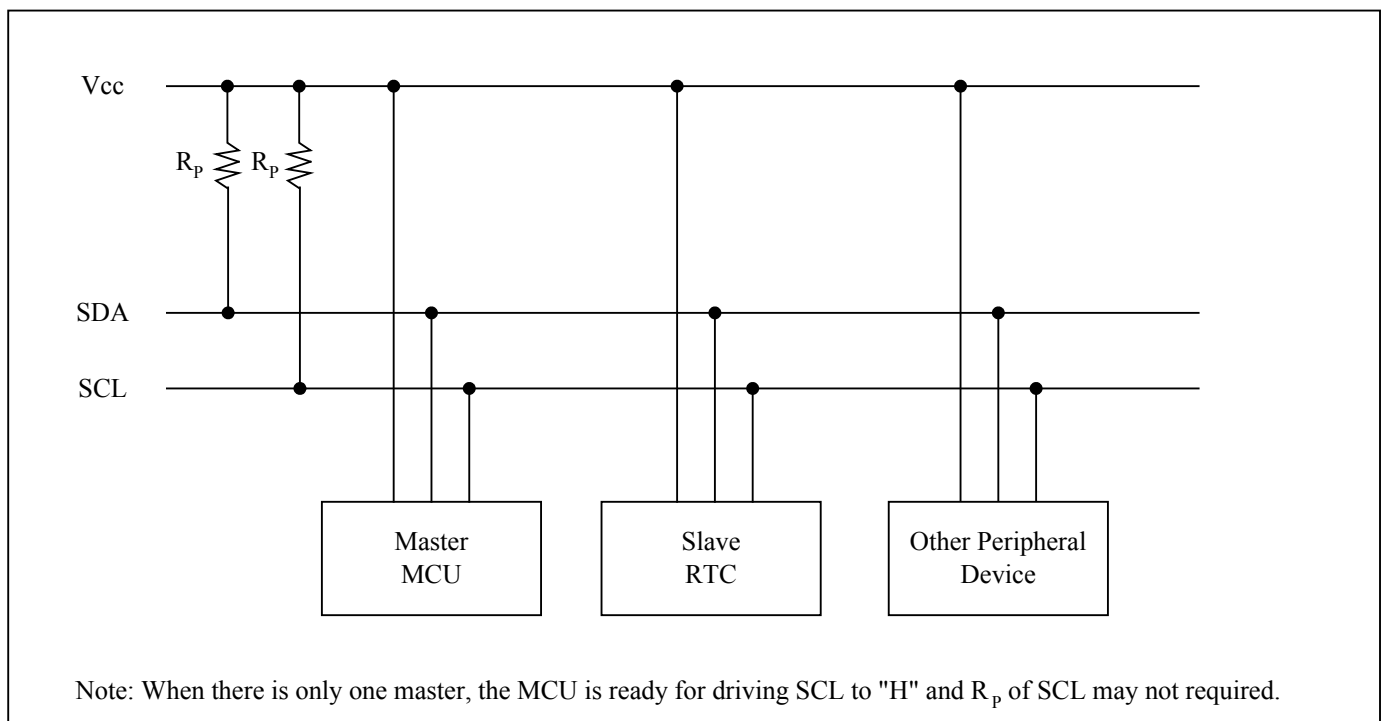 Vcc
R_P R_P
SDA
SCL
Master
MCU
Slave
RTC
Other Peripheral
Device
Note: When there is only one master, the MCU is ready for driving SCL to "H" and R_P of SCL may not required.